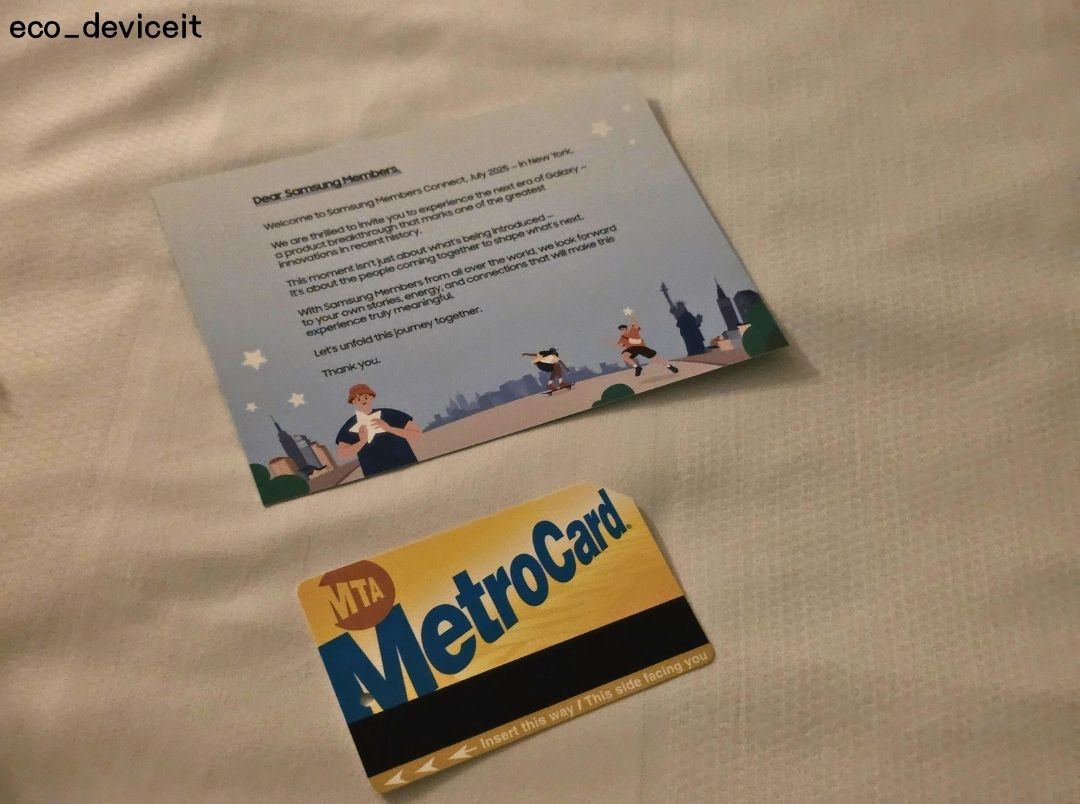 eco_deviceit
Dear Samsung Members,
Welcome to Samsung Members Connect, July 2025 – in New York.
We are thrilled to invite you to experience the next era of Galaxy –
a product breakthrough that marks one of the greatest
innovations in recent history.
This moment isn't just about what's being introduced –
it's about the people coming together to shape what's next.
With Samsung Members from all over the world, we look forward
to your own stories, energy, and connections that will make this
experience truly meaningful.
Let's unfold this journey together.
Thank you.
MTA
MetroCard®
Insert this way / This side facing you